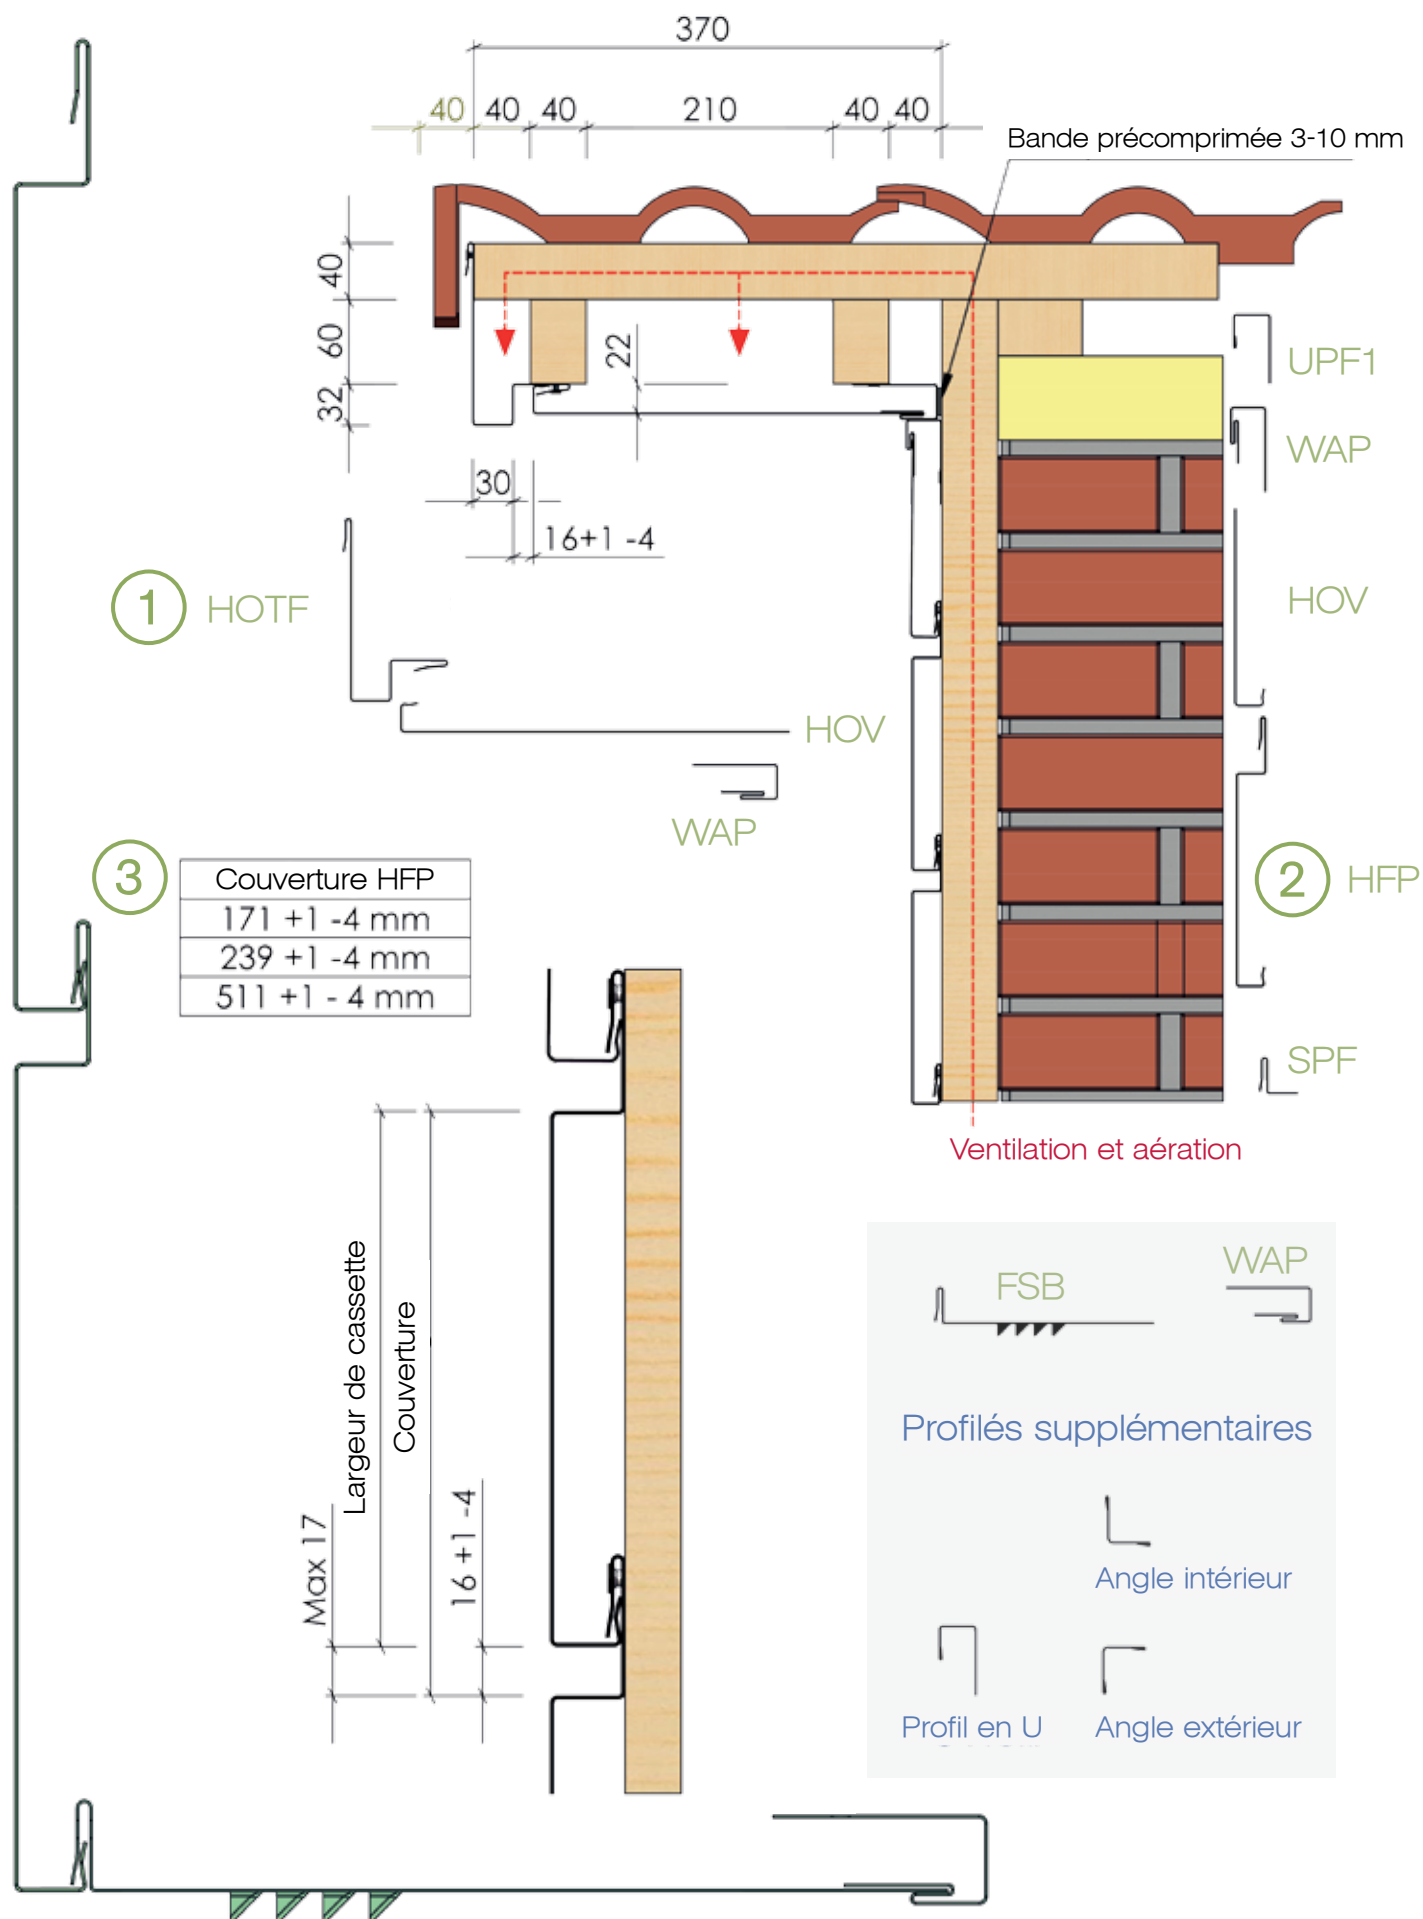 370
40 40 40 210 40 40
Bande précomprimée 3-10 mm
40
60
32
22
30
16+1 -4
UPF1
WAP
HOV
1 HOTF
HOV
WAP
2 HFP
SPF
3
Couverture HFP
171 +1 -4 mm
239 +1 -4 mm
511 +1 - 4 mm
Ventilation et aération
Max 17
Largeur de cassette
Couverture
16 +1 -4
FSB
WAP
Profilés supplémentaires
Angle intérieur
Profil en U
Angle extérieur